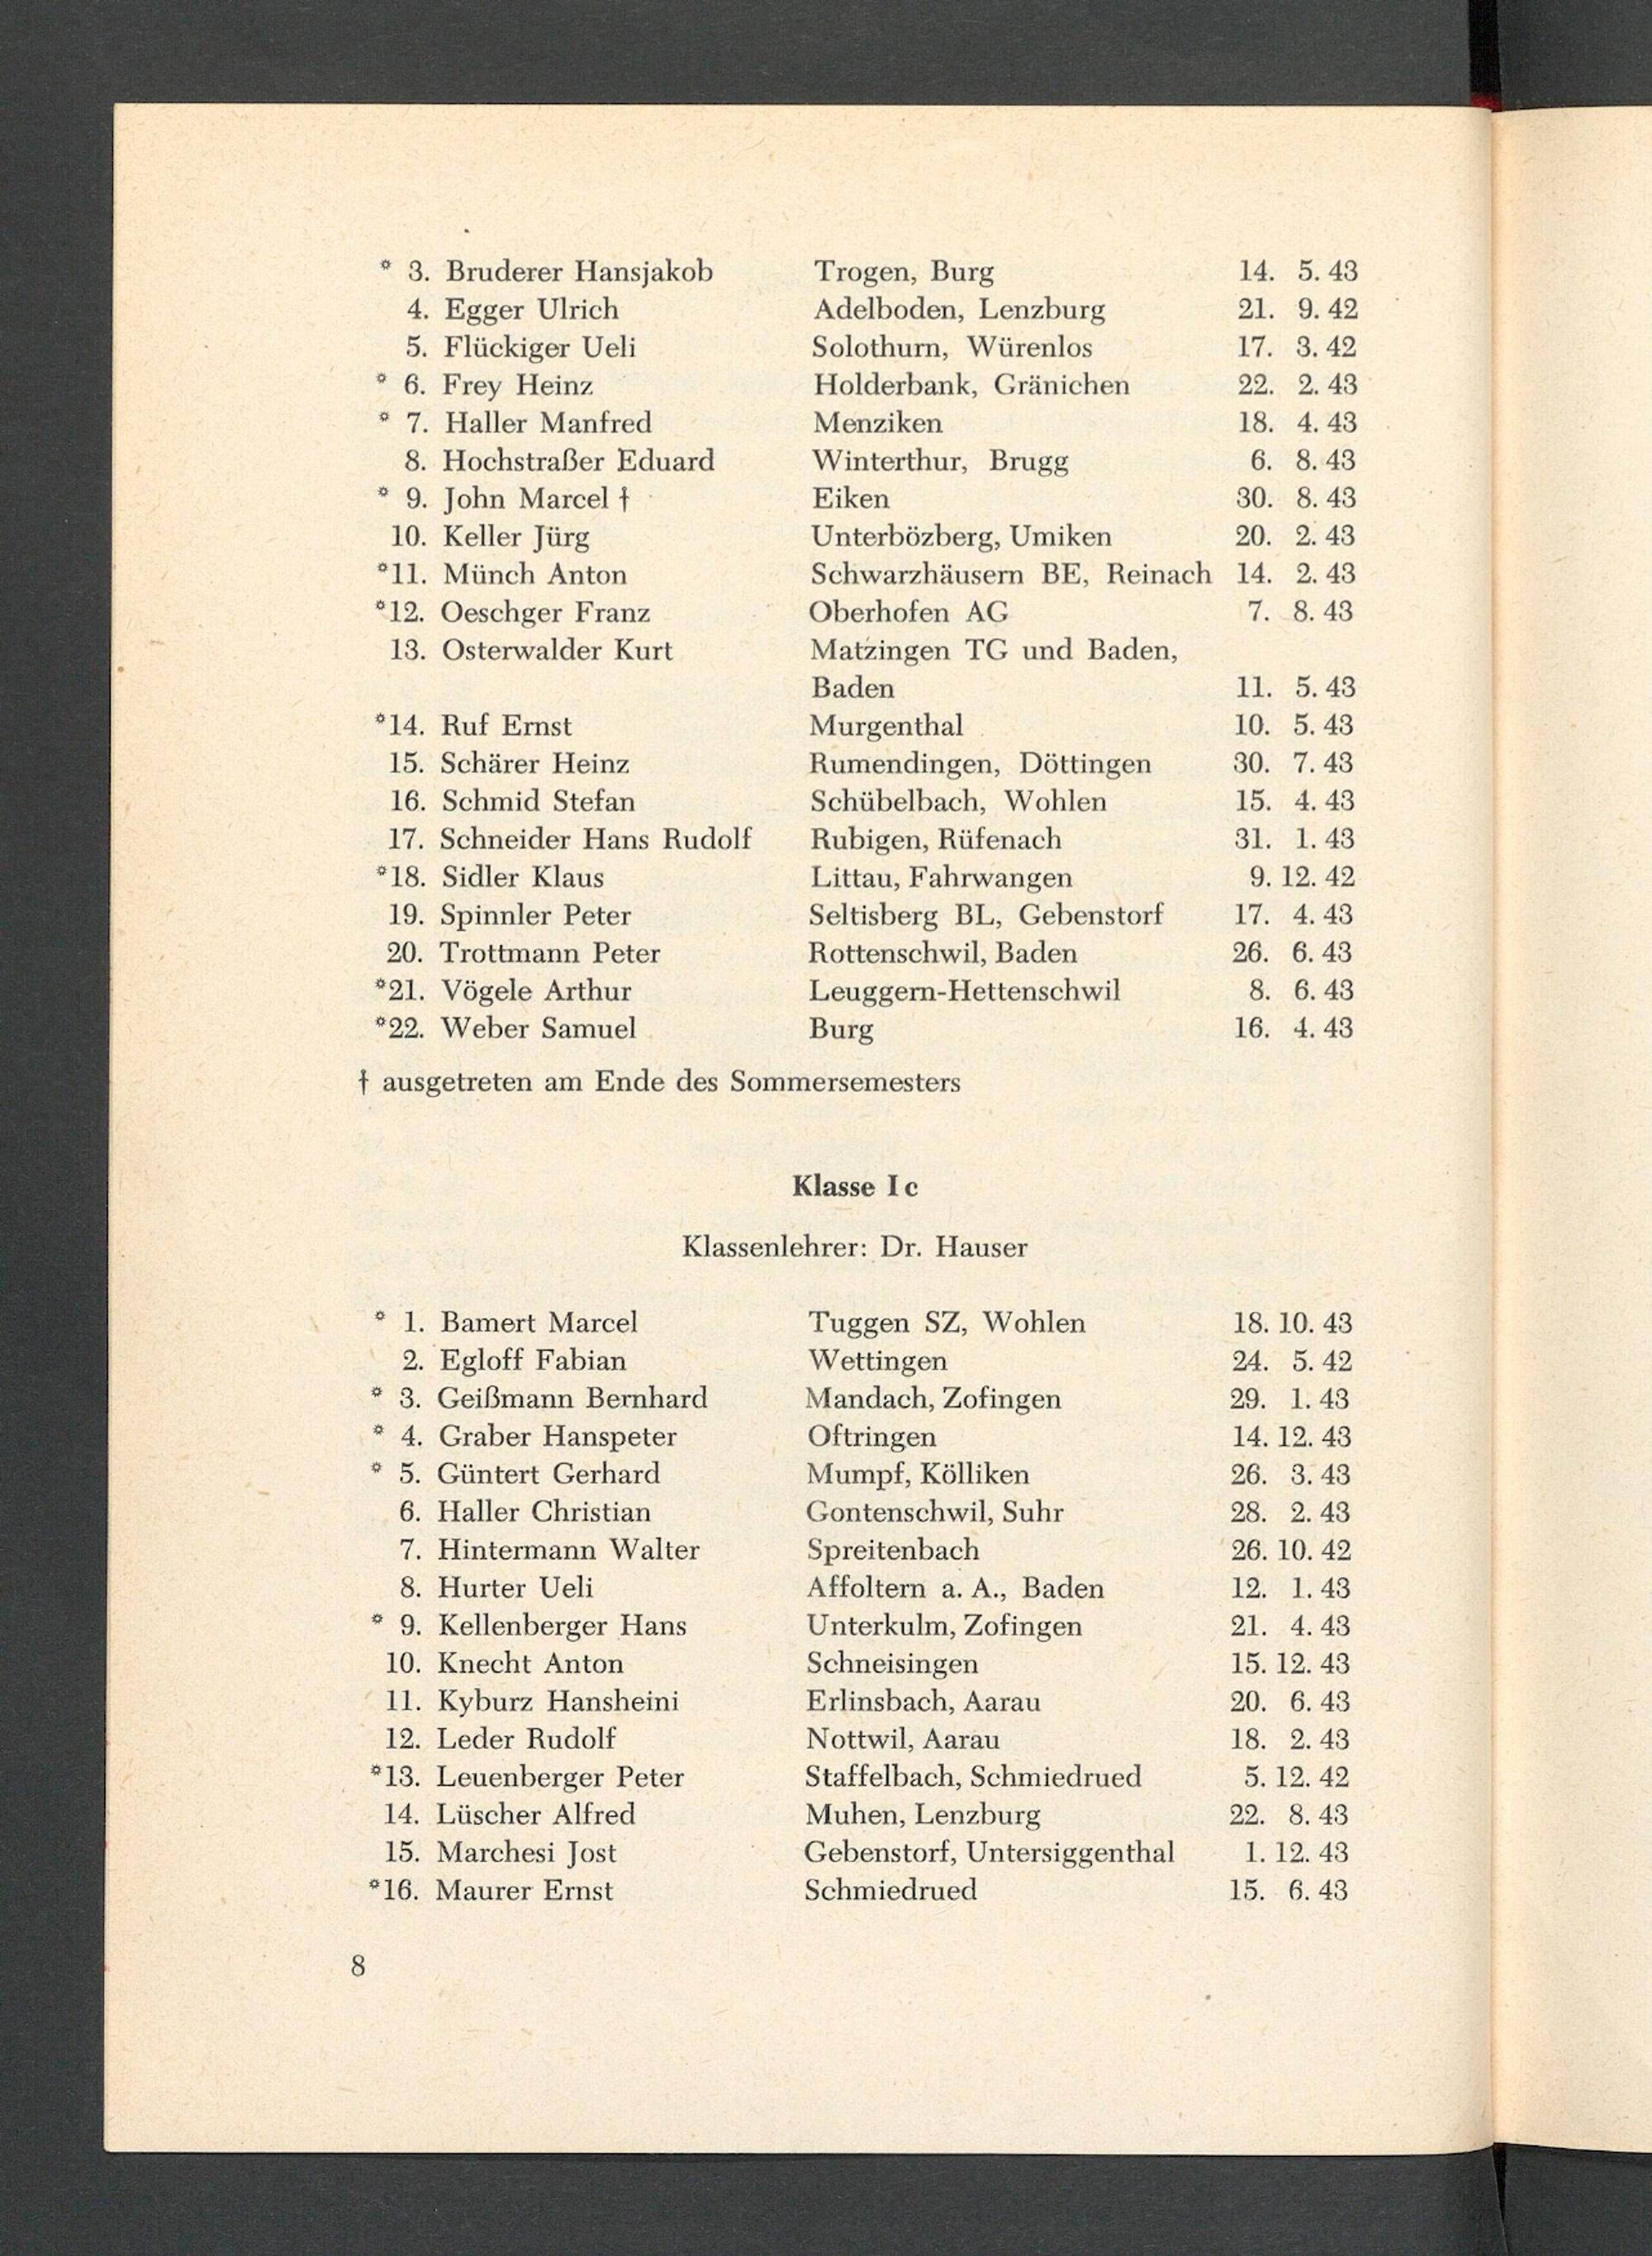 * 3. Bruderer Hansjakob Trogen, Burg 14. 5. 43
4. Egger Ulrich Adelboden, Lenzburg 21. 9. 42
5. Flückiger Ueli Solothurn, Würenlos 17. 3. 42
* 6. Frey Heinz Holderbank, Gränichen 22. 2. 43
* 7. Haller Manfred Menziken 18. 4. 43
8. Hochstraßer Eduard Winterthur, Brugg 6. 8. 43
* 9. John Marcel † Eiken 30. 8. 43
10. Keller Jürg Unterbözberg, Umiken 20. 2. 43
*11. Münch Anton Schwarzhäusern BE, Reinach 14. 2. 43
*12. Oeschger Franz Oberhofen AG 7. 8. 43
13. Osterwalder Kurt Matzingen TG und Baden,
Baden 11. 5. 43
*14. Ruf Ernst Murgenthal 10. 5. 43
15. Schärer Heinz Rumendingen, Döttingen 30. 7. 43
16. Schmid Stefan Schübelbach, Wohlen 15. 4. 43
17. Schneider Hans Rudolf Rubigen, Rüfenach 31. 1. 43
*18. Sidler Klaus Littau, Fahrwangen 9. 12. 42
19. Spinnler Peter Seltisberg BL, Gebenstorf 17. 4. 43
20. Trottmann Peter Rottenschwil, Baden 26. 6. 43
*21. Vögele Arthur Leuggern-Hettenschwil 8. 6. 43
*22. Weber Samuel Burg 16. 4. 43
† ausgetreten am Ende des Sommersemesters
Klasse I c
Klassenlehrer: Dr. Hauser
* 1. Bamert Marcel Tuggen SZ, Wohlen 18. 10. 43
2. Egloff Fabian Wettingen 24. 5. 42
* 3. Geißmann Bernhard Mandach, Zofingen 29. 1. 43
* 4. Graber Hanspeter Oftringen 14. 12. 43
* 5. Güntert Gerhard Mumpf, Kölliken 26. 3. 43
6. Haller Christian Gontenschwil, Suhr 28. 2. 43
7. Hintermann Walter Spreitenbach 26. 10. 42
8. Hurter Ueli Affoltern a. A., Baden 12. 1. 43
* 9. Kellenberger Hans Unterkulm, Zofingen 21. 4. 43
10. Knecht Anton Schneisingen 15. 12. 43
11. Kyburz Hansheini Erlinsbach, Aarau 20. 6. 43
12. Leder Rudolf Nottwil, Aarau 18. 2. 43
*13. Leuenberger Peter Staffelbach, Schmiedrued 5. 12. 42
14. Lüscher Alfred Muhen, Lenzburg 22. 8. 43
15. Marchesi Jost Gebenstorf, Untersiggenthal 1. 12. 43
*16. Maurer Ernst Schmiedrued 15. 6. 43
8